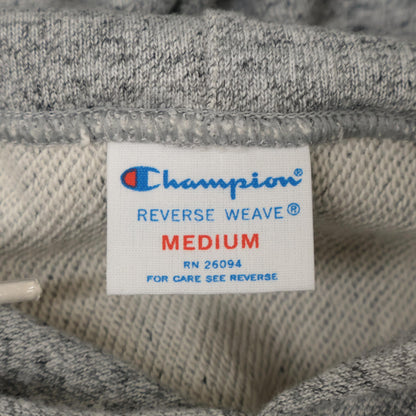 Champion®
REVERSE WEAVE®
MEDIUM
RN 26094
FOR CARE SEE REVERSE